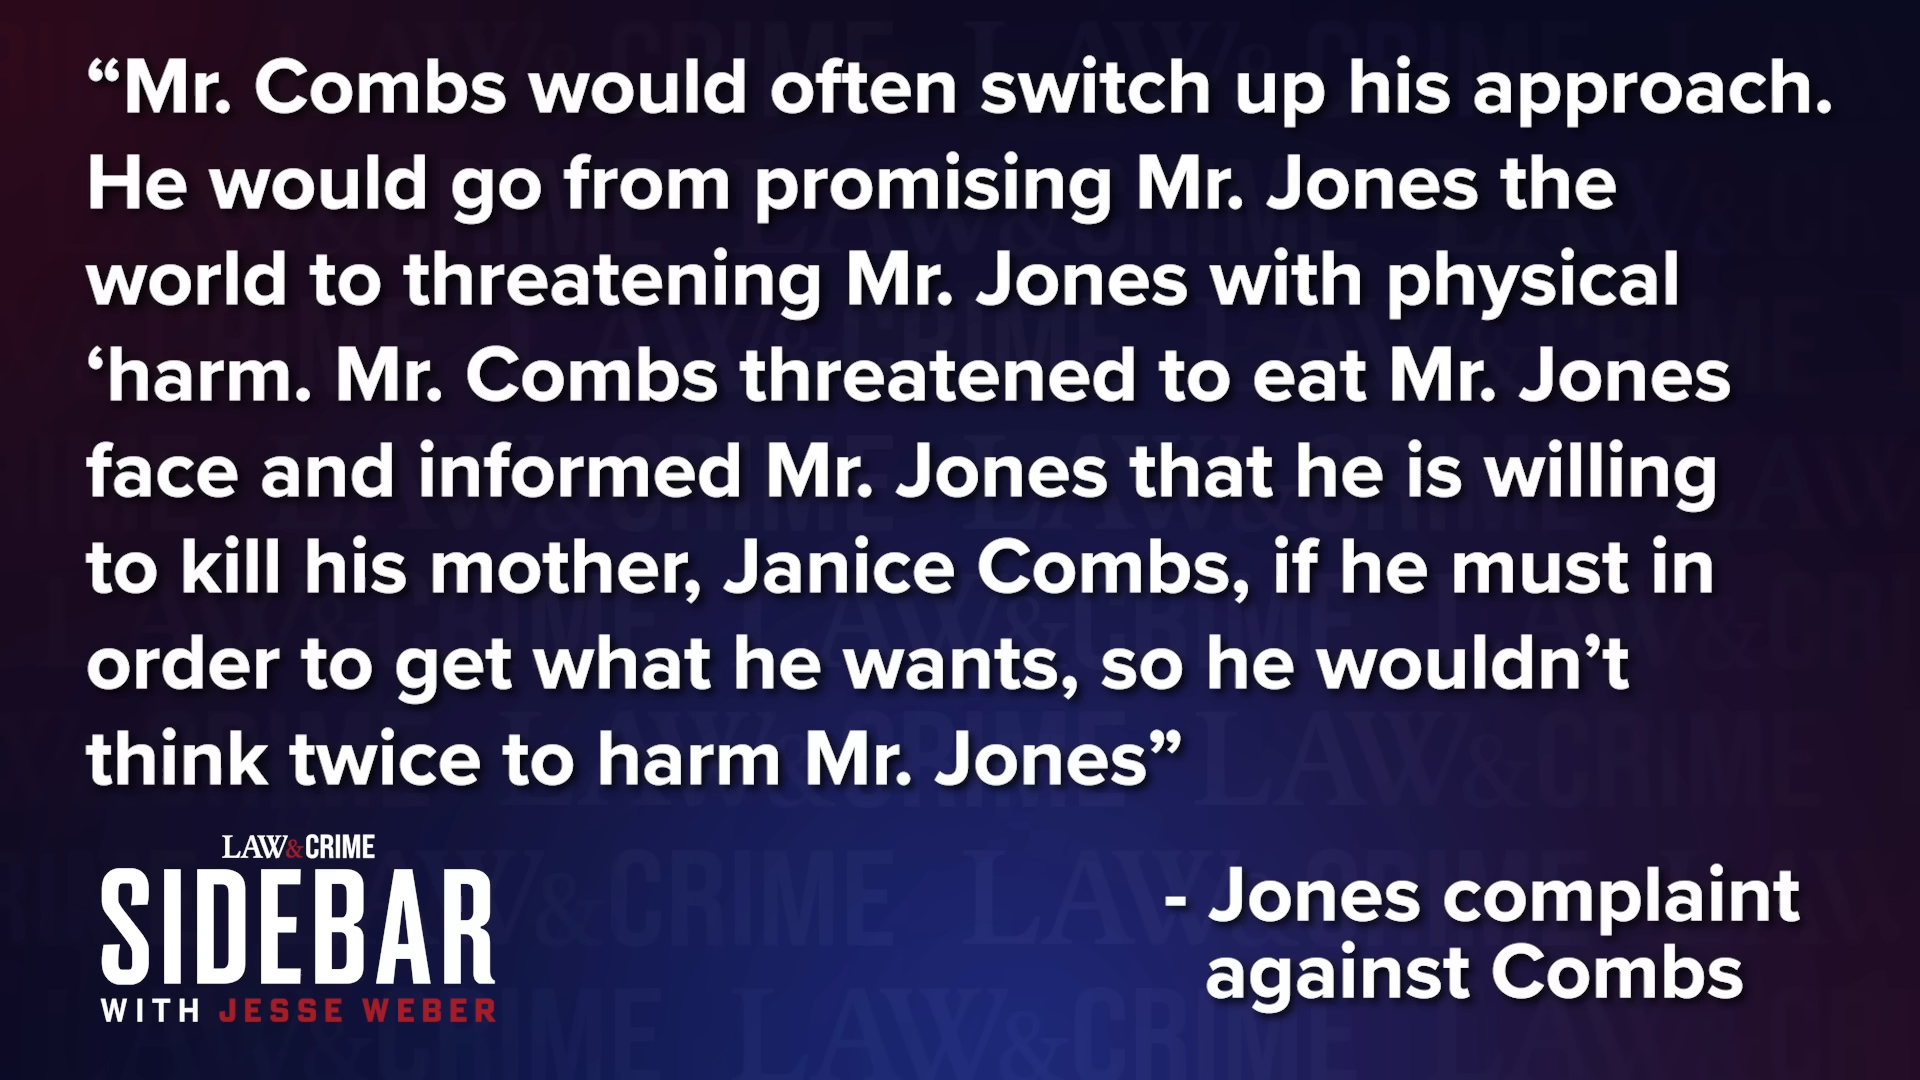 “Mr. Combs would often switch up his approach.
He would go from promising Mr. Jones the
world to threatening Mr. Jones with physical
‘harm. Mr. Combs threatened to eat Mr. Jones
face and informed Mr. Jones that he is willing
to kill his mother, Janice Combs, if he must in
order to get what he wants, so he wouldn’t
think twice to harm Mr. Jones”
LAW&CRIME
SIDEBAR
WITH JESSE WEBER
- Jones complaint
against Combs